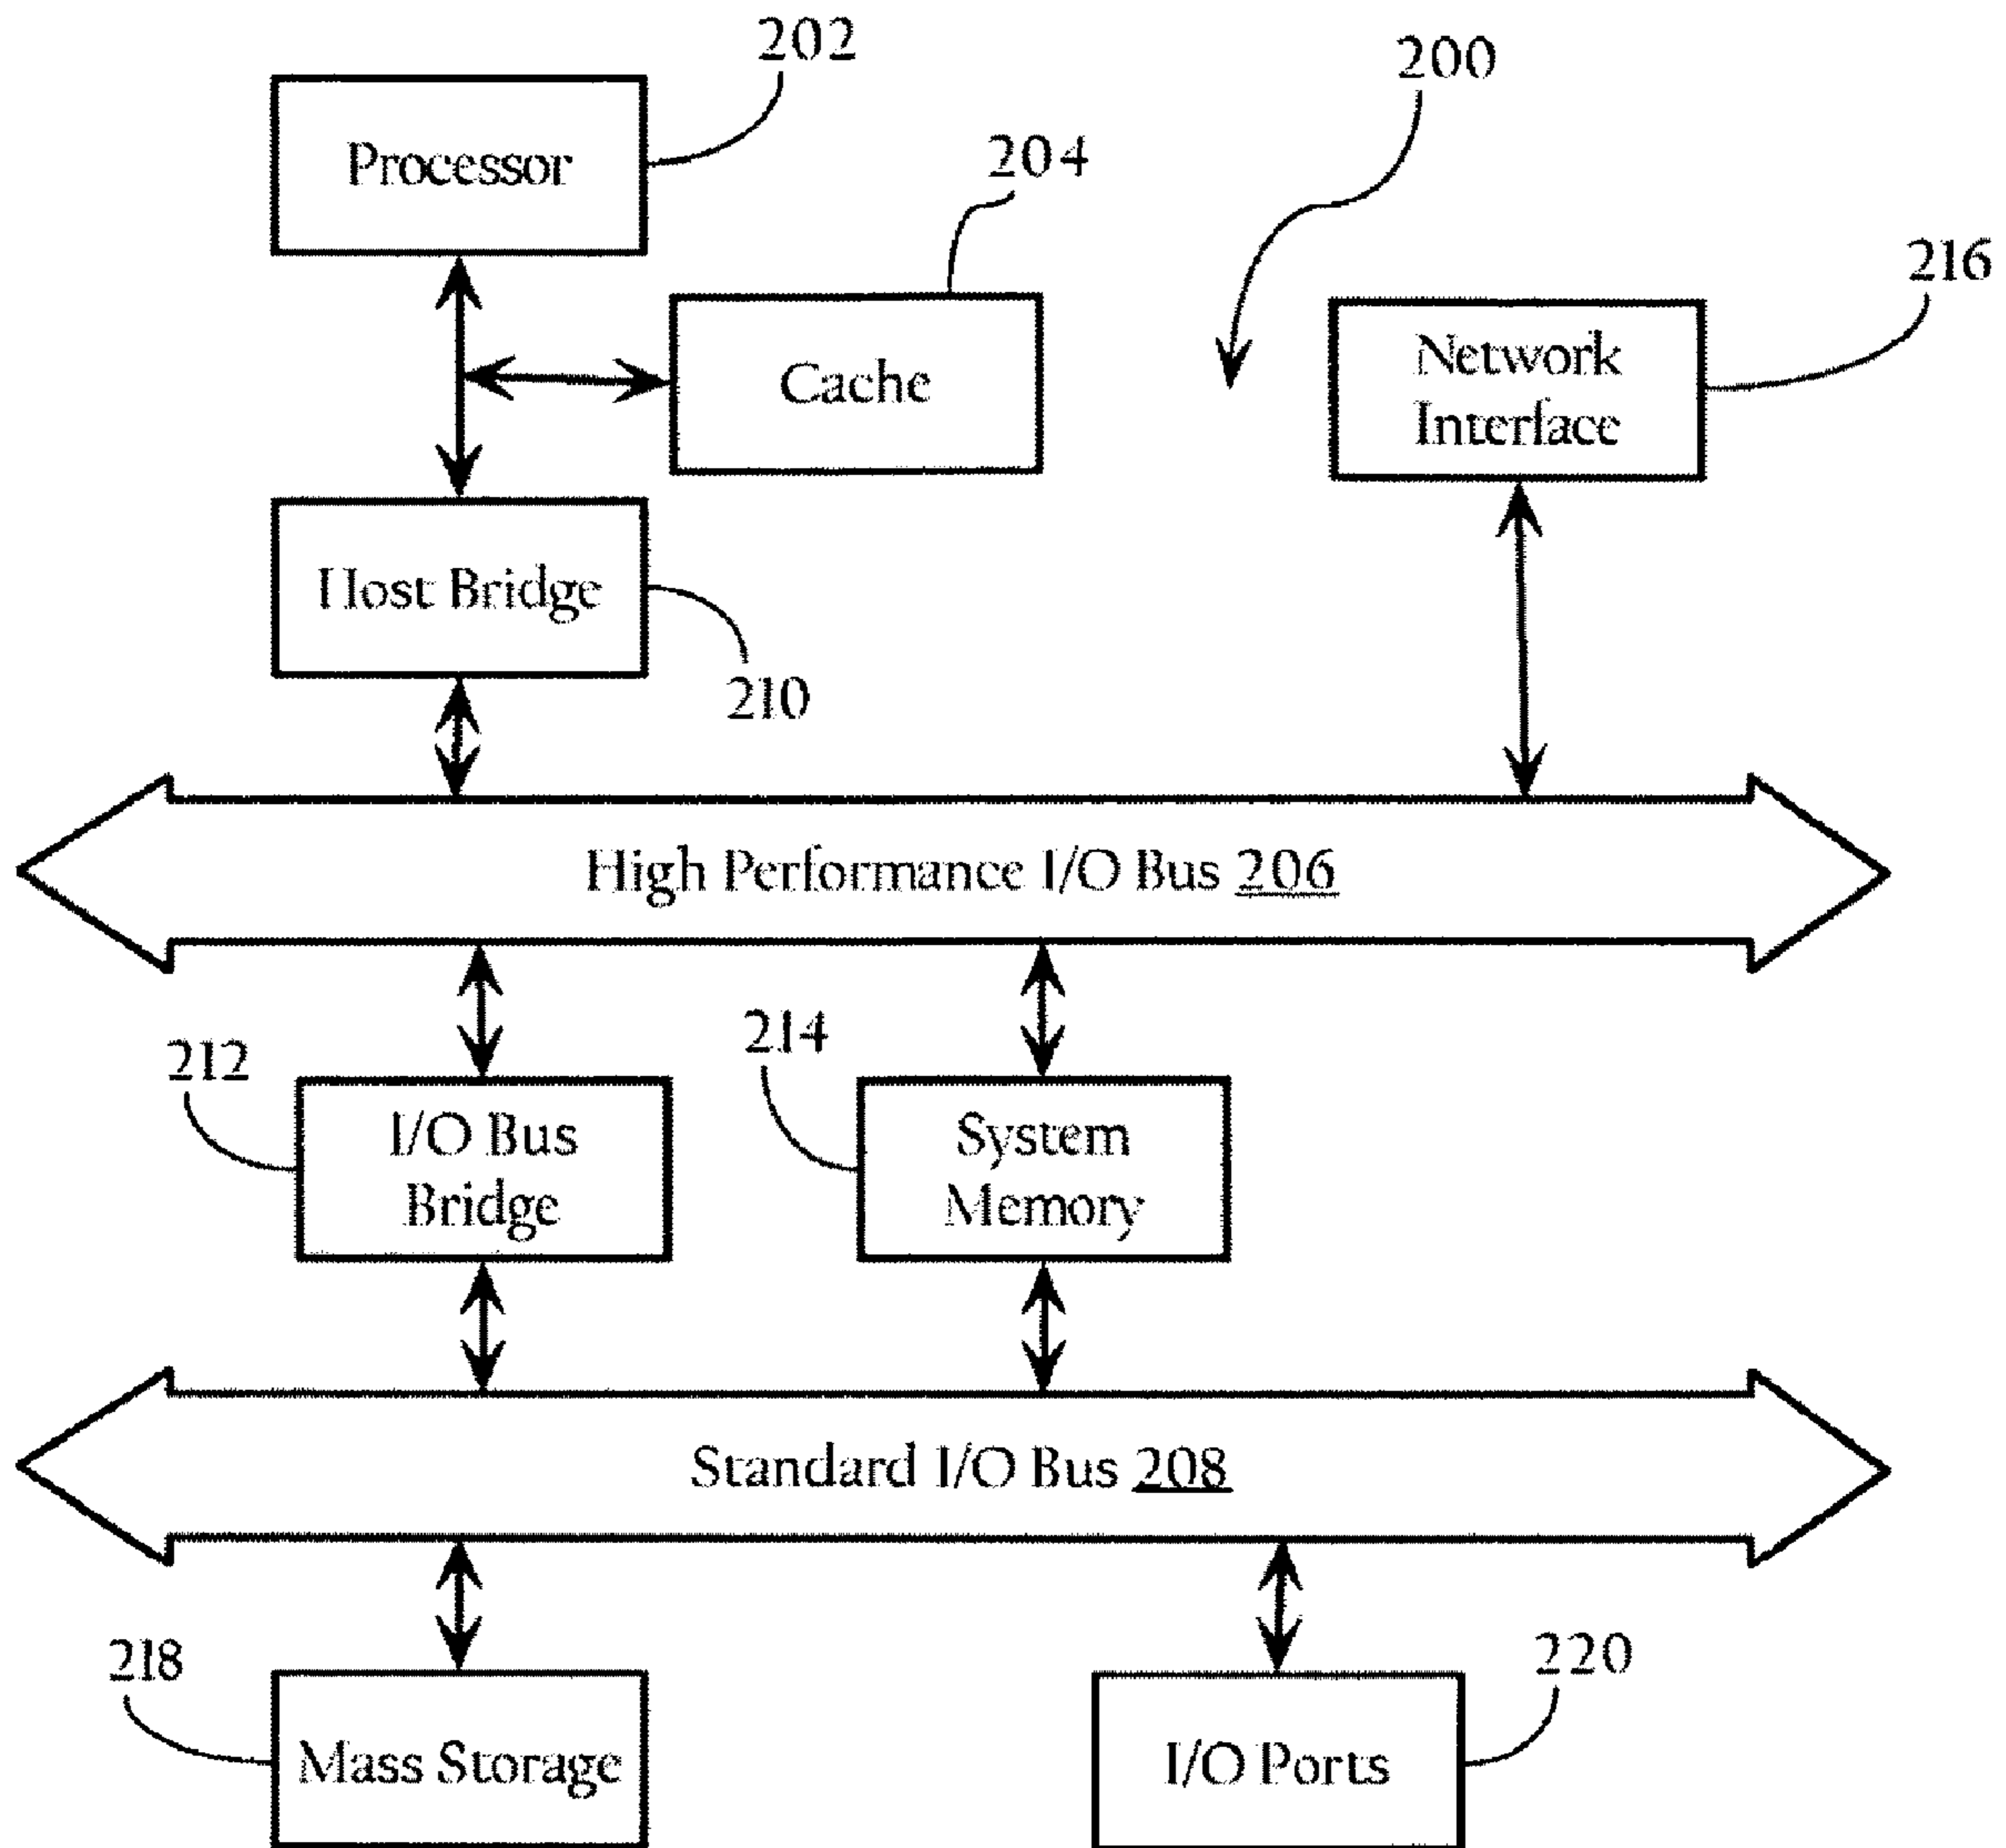 202
200
Processor
204
216
Cache
Network
Interface
Host Bridge
210
High Performance I/O Bus 206
212
214
I/O Bus
Bridge
System
Memory
Standard I/O Bus 208
218
220
Mass Storage
I/O Ports